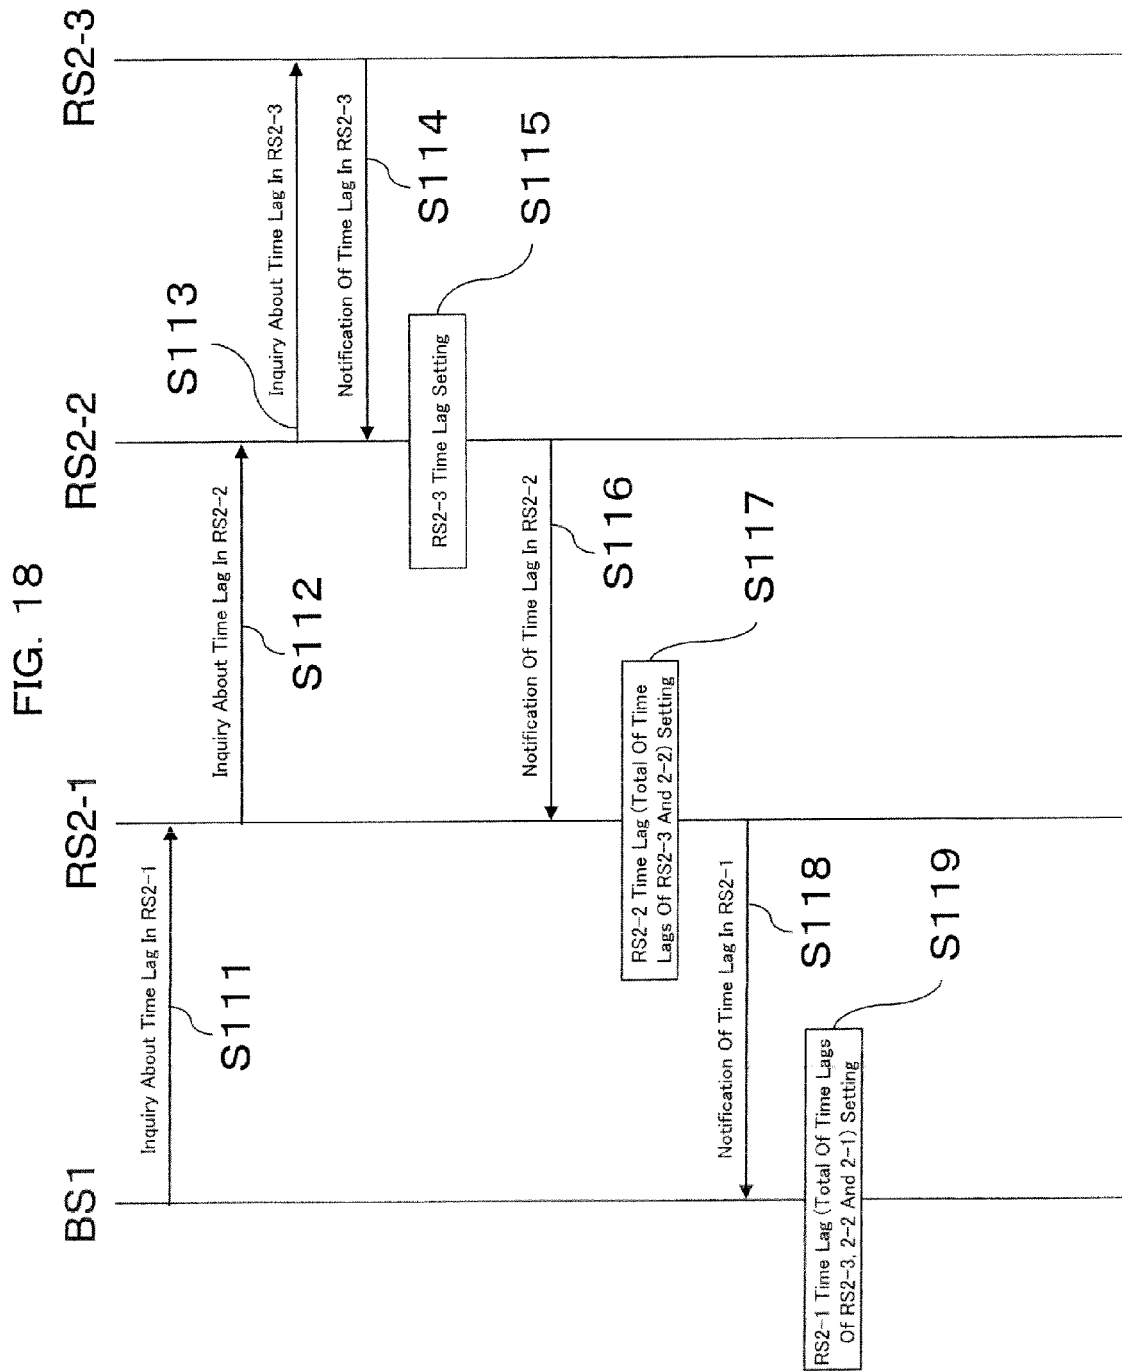 FIG. 18
BS1
RS2-1
RS2-2
RS2-3
Inquiry About Time Lag In RS2-1
S111
Inquiry About Time Lag In RS2-2
S112
S113
Inquiry About Time Lag In RS2-3
Notification Of Time Lag In RS2-3
S114
RS2-3 Time Lag Setting
S115
Notification Of Time Lag In RS2-2
S116
RS2-2 Time Lag (Total Of Time
Lags Of RS2-3 And 2-2) Setting
S117
Notification Of Time Lag In RS2-1
S118
RS2-1 Time Lag (Total Of Time Lags
Of RS2-3, 2-2 And 2-1) Setting
S119